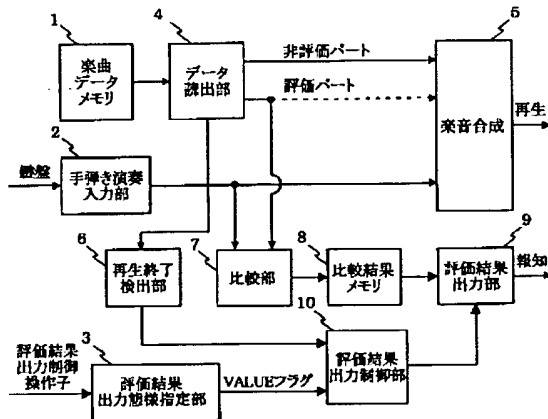 1
楽曲
データ
メモリ
4
データ
読出部
非評価パート
評価パート
5
楽音合成
再生
2
鍵盤
手弾き演奏
入力部
6
再生終了
検出部
7
比較部
8
比較結果
メモリ
9
評価結果
出力部
報知
10
評価結果
出力制御部
評価結果
出力制御
操作子
3
評価結果
出力態様指定部
VALUEフラグ